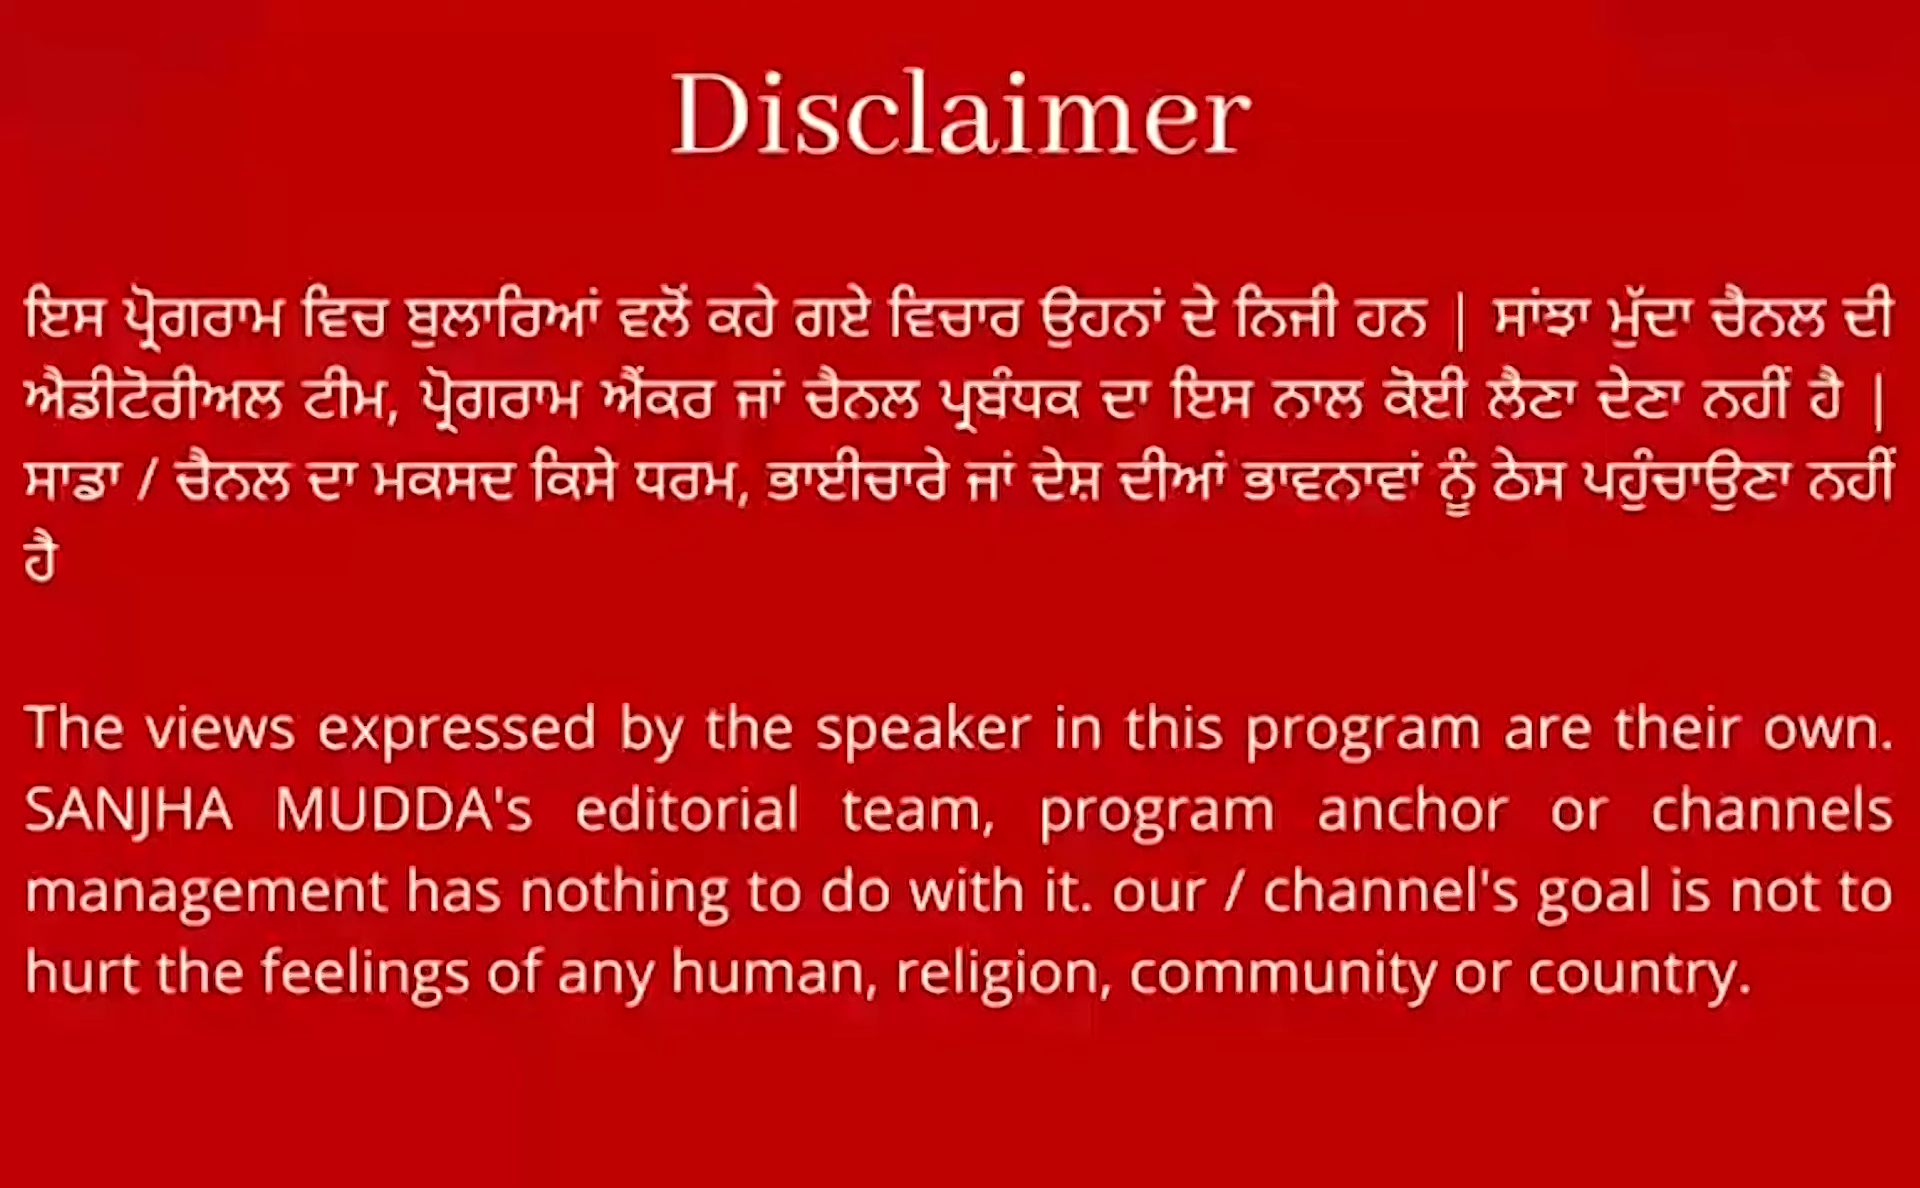 Disclaimer
ਇਸ ਪ੍ਰੋਗਰਾਮ ਵਿਚ ਬੁਲਾਰਿਆਂ ਵਲੋਂ ਕਹੇ ਗਏ ਵਿਚਾਰ ਉਹਨਾਂ ਦੇ ਨਿਜੀ ਹਨ | ਸਾਂਝਾ ਮੁੱਦਾ ਚੈਨਲ ਦੀ
ਐਡੀਟੋਰੀਅਲ ਟੀਮ, ਪ੍ਰੋਗਰਾਮ ਐਂਕਰ ਜਾਂ ਚੈਨਲ ਪ੍ਰਬੰਧਕ ਦਾ ਇਸ ਨਾਲ ਕੋਈ ਲੈਣਾ ਦੇਣਾ ਨਹੀਂ ਹੈ |
ਸਾਡਾ / ਚੈਨਲ ਦਾ ਮਕਸਦ ਕਿਸੇ ਧਰਮ, ਭਾਈਚਾਰੇ ਜਾਂ ਦੇਸ਼ ਦੀਆਂ ਭਾਵਨਾਵਾਂ ਨੂੰ ਠੇਸ ਪਹੁੰਚਾਉਣਾ ਨਹੀਂ
ਹੈ
The views expressed by the speaker in this program are their own.
SANJHA MUDDA's editorial team, program anchor or channels
management has nothing to do with it. our / channel's goal is not to
hurt the feelings of any human, religion, community or country.